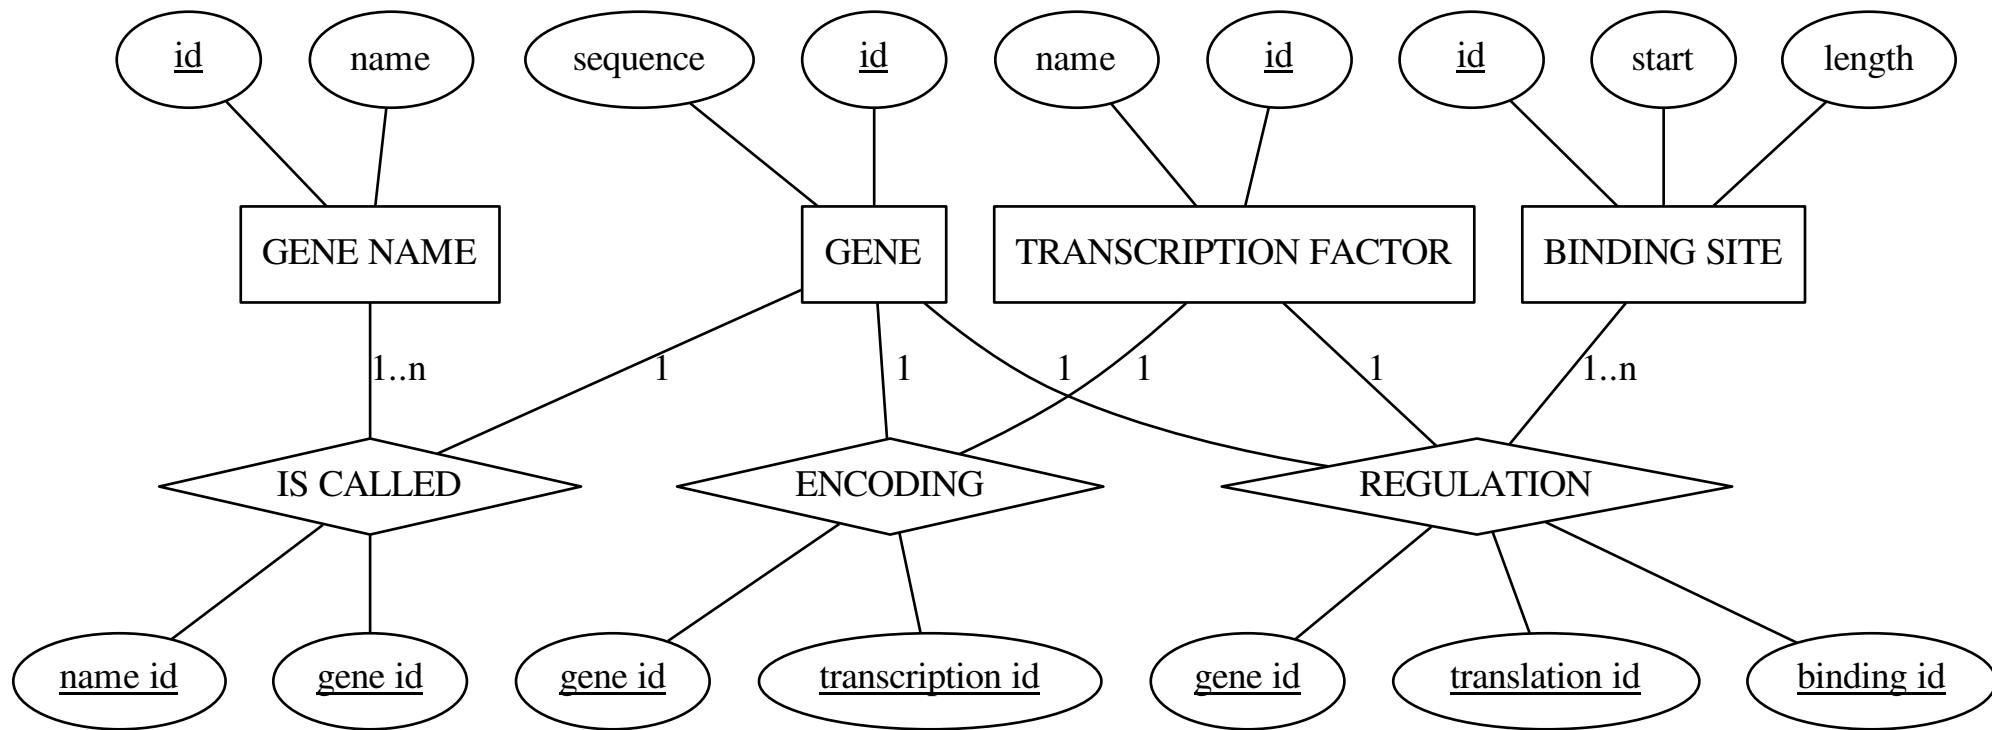 id
name
sequence
id
name
id
id
start
length
GENE NAME
GENE
TRANSCRIPTION FACTOR
BINDING SITE
1..n
1
1
1
1
1
1..n
IS CALLED
ENCODING
REGULATION
name id
gene id
gene id
transcription id
gene id
translation id
binding id